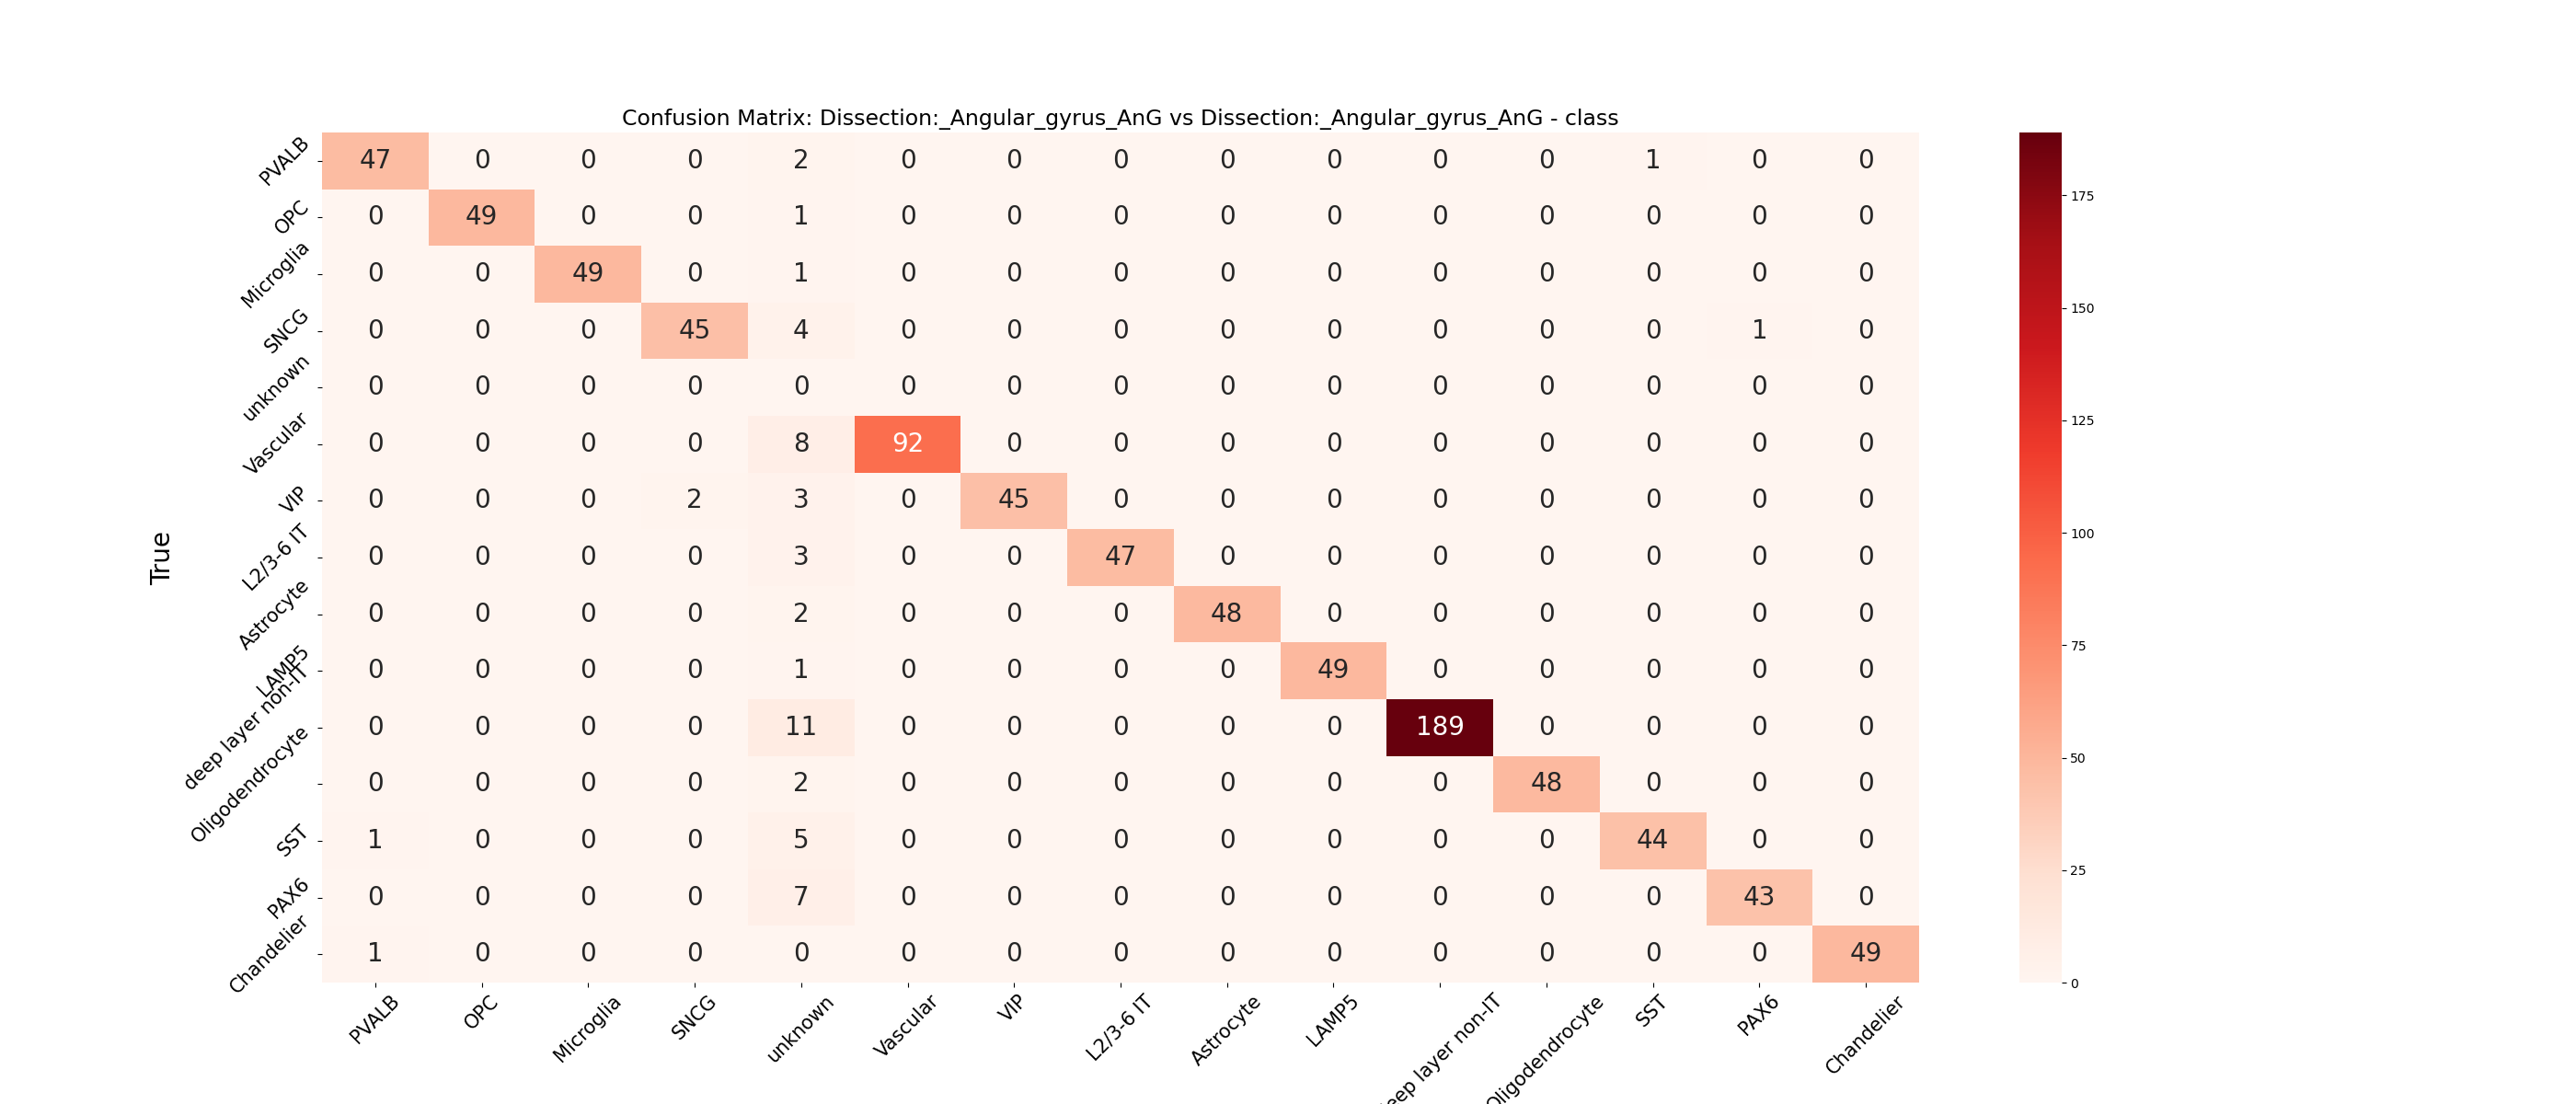 Confusion Matrix: Dissection:_Angular_gyrus_AnG vs Dissection:_Angular_gyrus_AnG - class
True
PVALB 47 0 0 0 2 0 0 0 0 0 0 0 1 0 0
OPC 0 49 0 0 1 0 0 0 0 0 0 0 0 0 0
Microglia 0 0 49 0 1 0 0 0 0 0 0 0 0 0 0
SNCG 0 0 0 45 4 0 0 0 0 0 0 0 0 1 0
unknown 0 0 0 0 0 0 0 0 0 0 0 0 0 0 0
Vascular 0 0 0 0 8 92 0 0 0 0 0 0 0 0 0
VIP 0 0 0 2 3 0 45 0 0 0 0 0 0 0 0
L2/3-6 IT 0 0 0 0 3 0 0 47 0 0 0 0 0 0 0
Astrocyte 0 0 0 0 2 0 0 0 48 0 0 0 0 0 0
LAMP5 0 0 0 0 1 0 0 0 0 49 0 0 0 0 0
deep layer non-IT 0 0 0 0 11 0 0 0 0 0 189 0 0 0 0
Oligodendrocyte 0 0 0 0 2 0 0 0 0 0 0 48 0 0 0
SST 1 0 0 0 5 0 0 0 0 0 0 0 44 0 0
PAX6 0 0 0 0 7 0 0 0 0 0 0 0 0 43 0
Chandelier 1 0 0 0 0 0 0 0 0 0 0 0 0 0 49
PVALB OPC Microglia SNCG unknown Vascular VIP L2/3-6 IT Astrocyte LAMP5 eep layer non-IT Oligodendrocyte SST PAX6 Chandelier
175
150
125
100
75
50
25
0